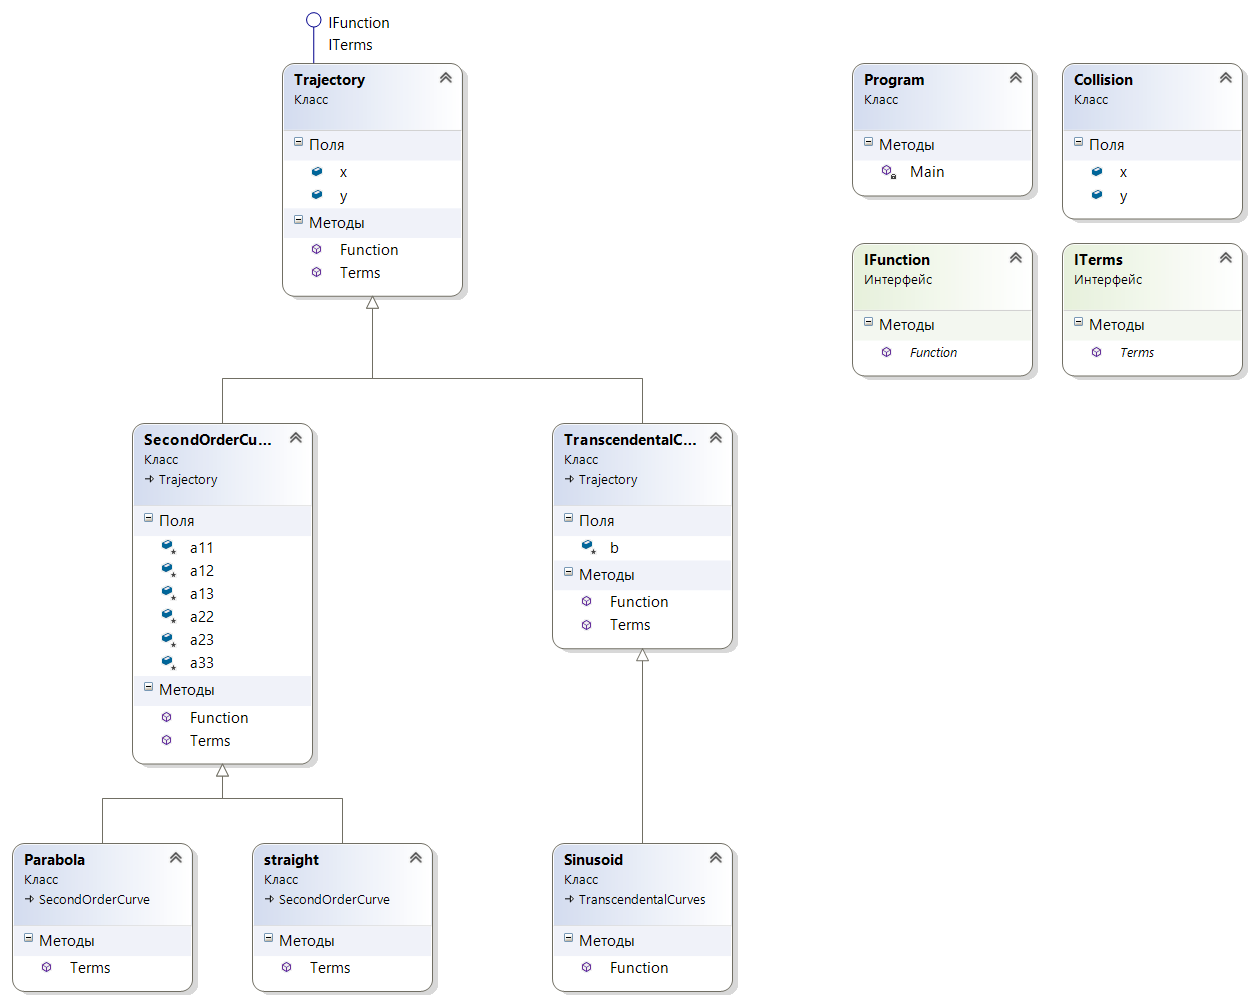 IFunction
ITerms
Trajectory
Класс
Поля
x
y
Методы
Function
Terms
Program
Класс
Методы
Main
Collision
Класс
Поля
x
y
IFunction
Интерфейс
Методы
Function
ITerms
Интерфейс
Методы
Terms
SecondOrderCu...
Класс
Trajectory
Поля
a11
a12
a13
a22
a23
a33
Методы
Function
Terms
TranscendentalC...
Класс
Trajectory
Поля
b
Методы
Function
Terms
Parabola
Класс
SecondOrderCurve
Методы
Terms
straight
Класс
SecondOrderCurve
Методы
Terms
Sinusoid
Класс
TranscendentalCurves
Методы
Function